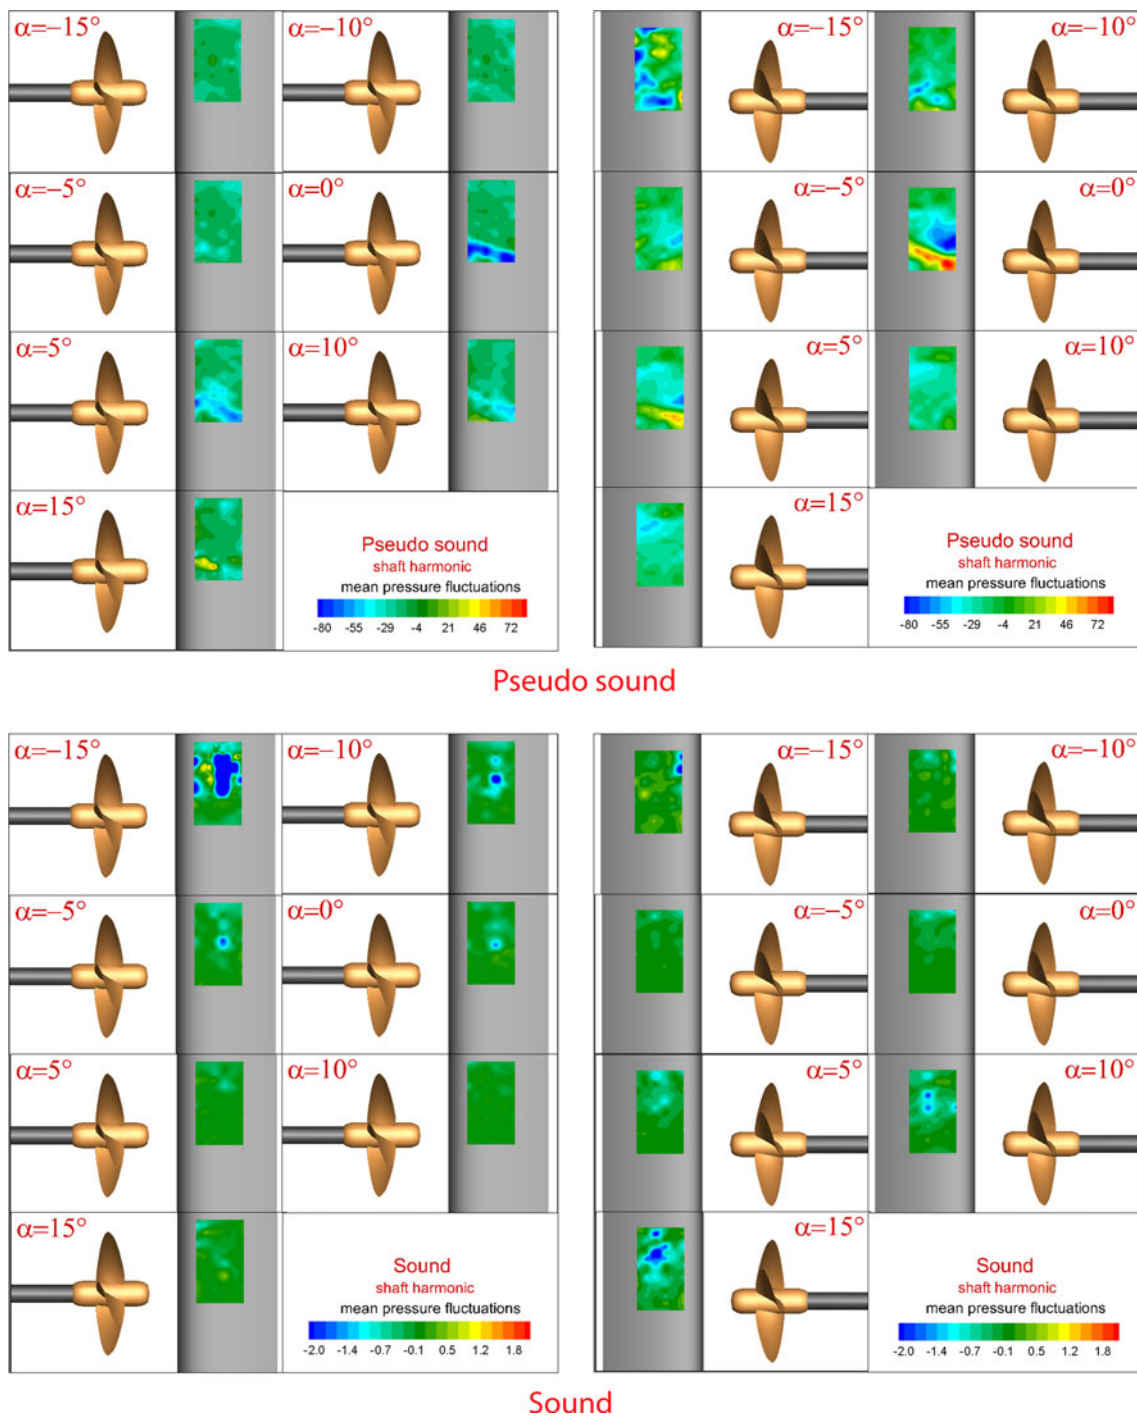 α=−15°
α=−10°
α=−5°
α=0°
α=5°
α=10°
α=15°
Pseudo sound
shaft harmonic
mean pressure fluctuations
-80 -55 -29 -4 21 46 72
α=−15°
α=−10°
α=−5°
α=0°
α=5°
α=10°
α=15°
Pseudo sound
shaft harmonic
mean pressure fluctuations
-80 -55 -29 -4 21 46 72
Pseudo sound
α=−15°
α=−10°
α=−5°
α=0°
α=5°
α=10°
α=15°
Sound
shaft harmonic
mean pressure fluctuations
-2.0 -1.4 -0.7 -0.1 0.5 1.2 1.8
α=−15°
α=−10°
α=−5°
α=0°
α=5°
α=10°
α=15°
Sound
shaft harmonic
mean pressure fluctuations
-2.0 -1.4 -0.7 -0.1 0.5 1.2 1.8
Sound